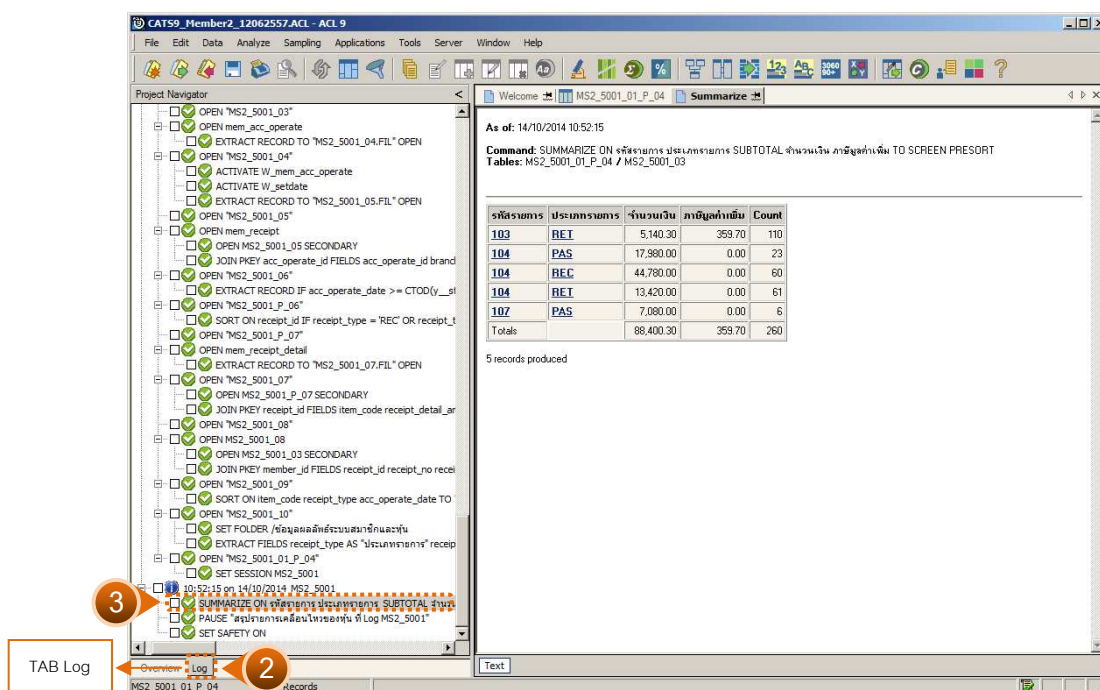 CATS9_Member2_12062557.ACL - ACL 9
File Edit Data Analyze Sampling Applications Tools Server Window Help
Project Navigator <
OPEN "MS2_5001_03"
OPEN mem_acc_operate
EXTRACT RECORD TO "MS2_5001_04.FIL" OPEN
OPEN "MS2_5001_04"
ACTIVATE W_mem_acc_operate
ACTIVATE W_setdate
EXTRACT RECORD TO "MS2_5001_05.FIL" OPEN
OPEN "MS2_5001_05"
OPEN mem_receipt
OPEN MS2_5001_05 SECONDARY
JOIN PKEY acc_operate_id FIELDS acc_operate_id branch
OPEN "MS2_5001_06"
EXTRACT RECORD IF acc_operate_date >= CTOD(y__st
OPEN "MS2_5001_P_06"
SORT ON receipt_id IF receipt_type = 'REC' OR receipt_t
OPEN "MS2_5001_P_07"
OPEN mem_receipt_detail
EXTRACT RECORD TO "MS2_5001_07.FIL" OPEN
OPEN "MS2_5001_07"
OPEN MS2_5001_P_07 SECONDARY
JOIN PKEY receipt_id FIELDS item_code receipt_detail_ar
OPEN "MS2_5001_08"
OPEN MS2_5001_08
OPEN MS2_5001_03 SECONDARY
JOIN PKEY member_id FIELDS receipt_id receipt_no recei
OPEN "MS2_5001_09"
SORT ON item_code receipt_type acc_operate_date TO
OPEN "MS2_5001_10"
SET FOLDER /ข้อมูลผลลัพธ์ระบบสมาชิกและหุ้น
EXTRACT FIELDS receipt_type AS "ประเภทรายการ" receip
OPEN "MS2_5001_01_P_04"
SET SESSION MS2_5001
10:52:15 on 14/10/2014 MS2_5001
3
SUMMARIZE ON รหัสรายการ ประเภทรายการ SUBTOTAL จำนวน
PAUSE "สรุปรายการเคลื่อนไหวของหุ้น ที่ Log MS2_5001"
SET SAFETY ON
TAB Log
Overview Log
2
MS2_5001_01_P_04 Records
Welcome MS2_5001_01_P_04 Summarize
As of: 14/10/2014 10:52:15
Command: SUMMARIZE ON รหัสรายการ ประเภทรายการ SUBTOTAL จำนวนเงิน ภาษีมูลค่าเพิ่ม TO SCREEN PRESORT
Tables: MS2_5001_01_P_04 / MS2_5001_03
รหัสรายการ ประเภทรายการ จำนวนเงิน ภาษีมูลค่าเพิ่ม Count
103 RET 5,140.30 359.70 110
104 PAS 17,980.00 0.00 23
104 REC 44,780.00 0.00 60
104 RET 13,420.00 0.00 61
107 PAS 7,080.00 0.00 6
Totals 88,400.30 359.70 260
5 records produced
Text